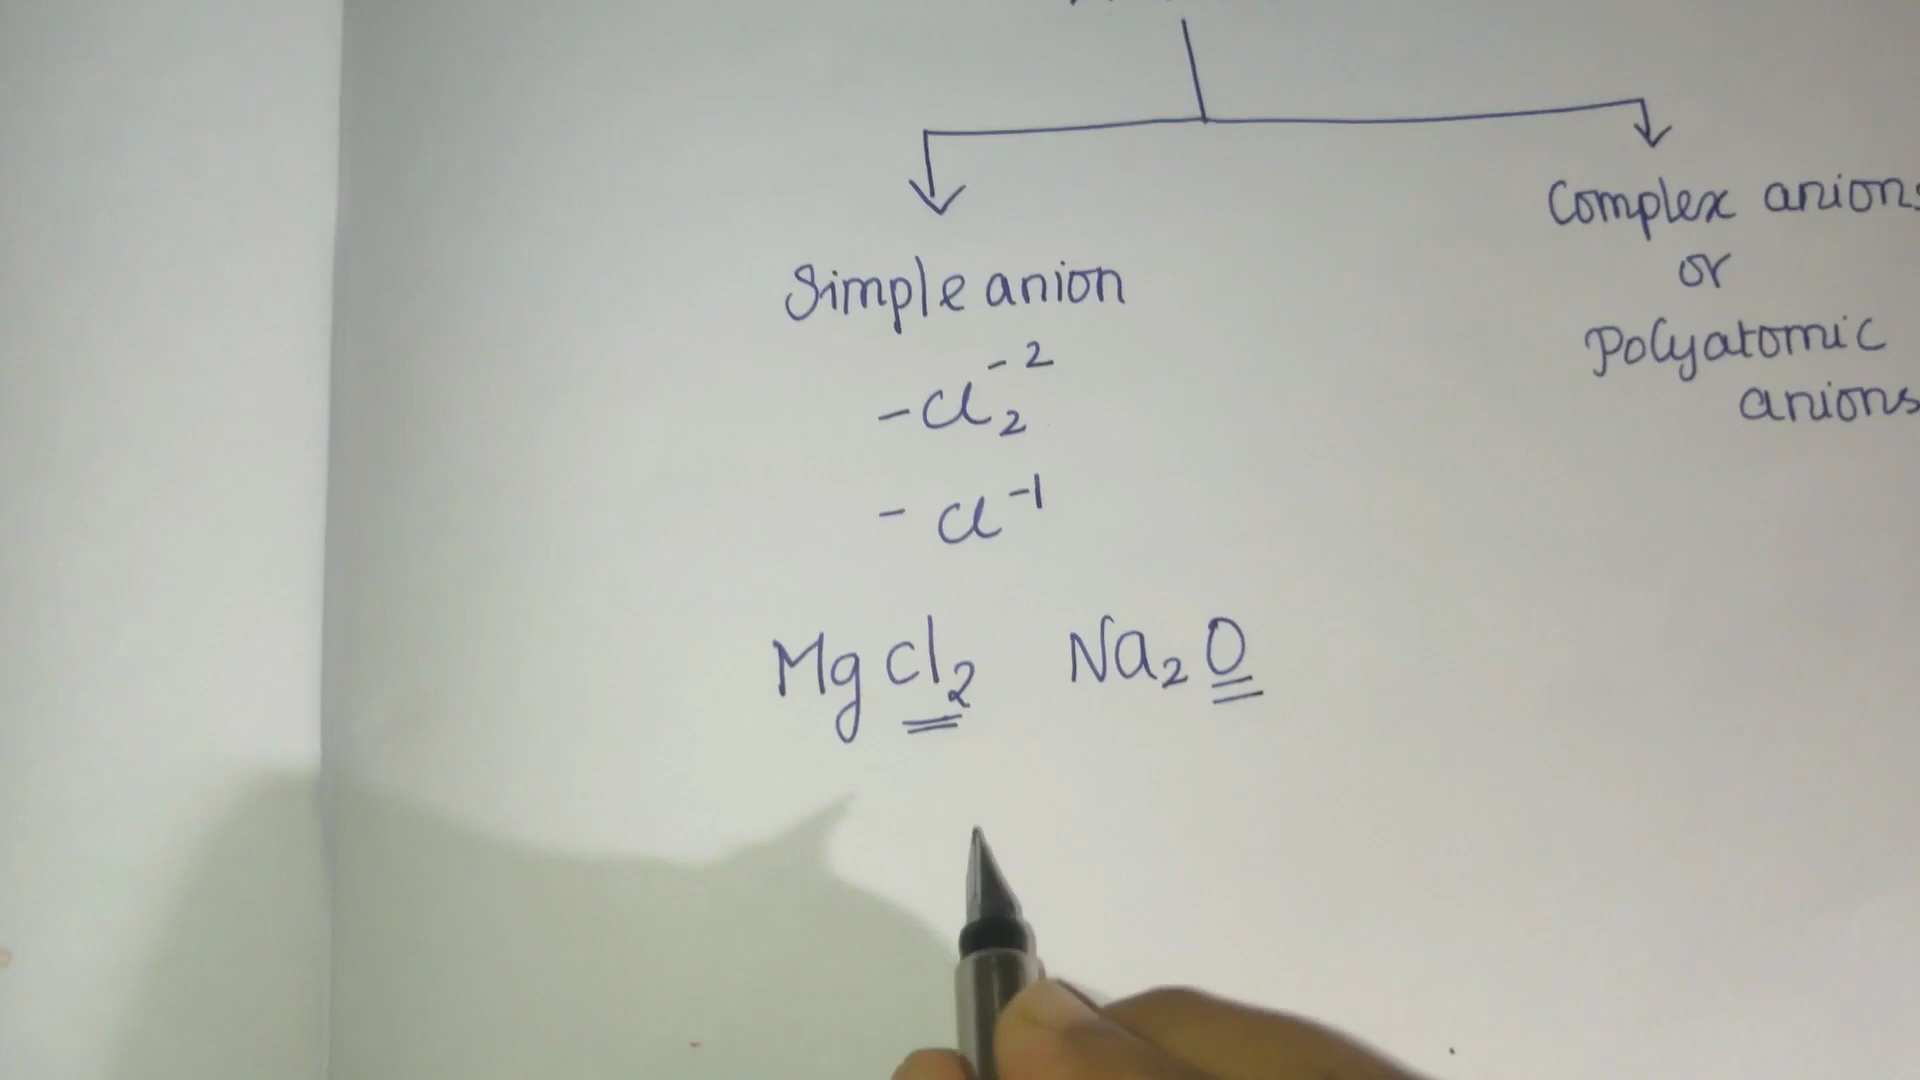 Simple anion
- Cl₂⁻²
- Cl⁻¹
MgCl₂ Na₂O
Complex anions
or
Polyatomic
anions